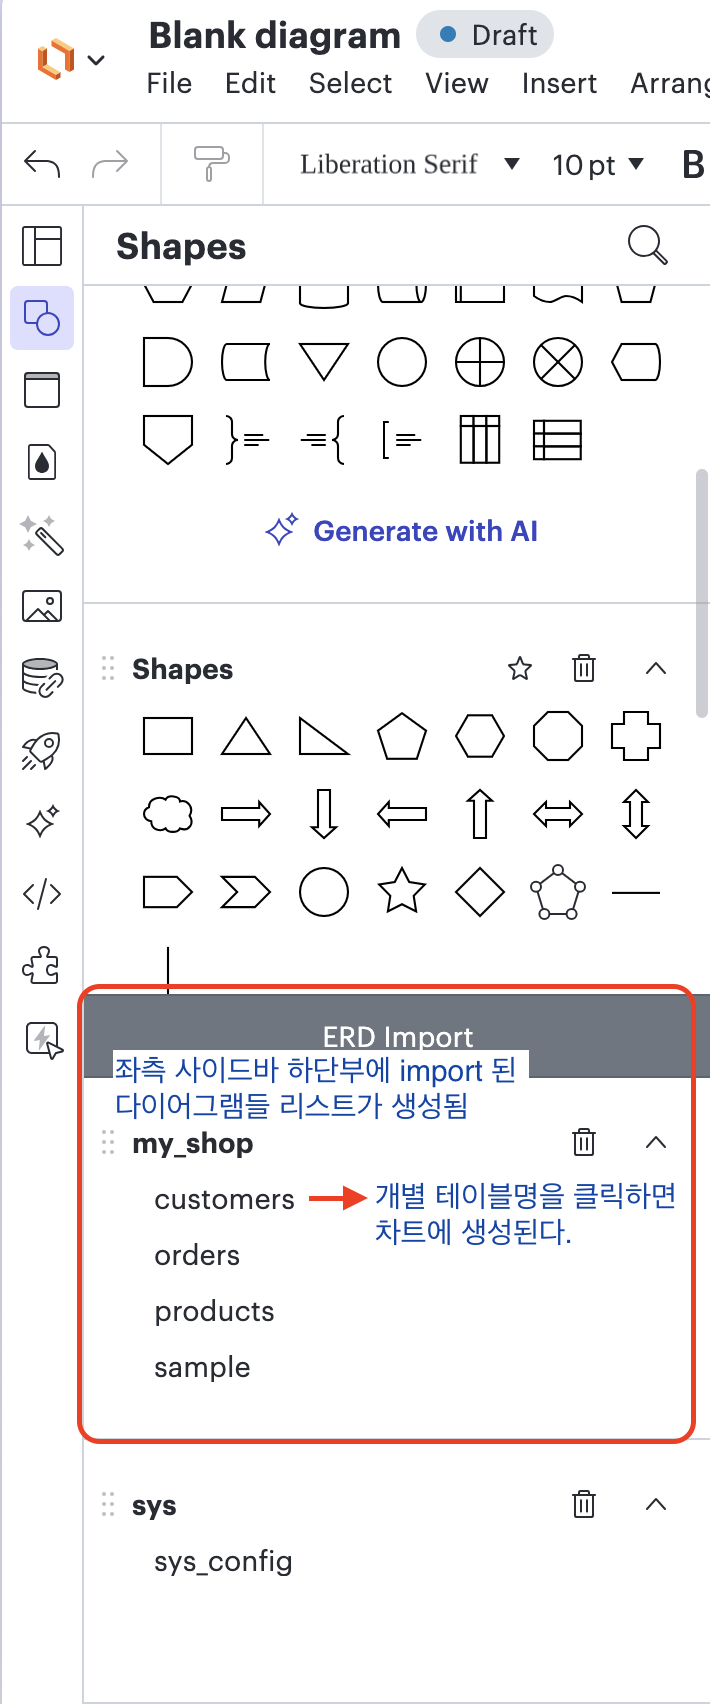 Blank diagram
Draft
File Edit Select View Insert Arrang
Liberation Serif 10 pt B
Shapes
Generate with AI
Shapes
ERD Import
좌측 사이드바 하단부에 import 된
다이어그램들 리스트가 생성됨
my_shop
customers
개별 테이블명을 클릭하면
차트에 생성된다.
orders
products
sample
sys
sys_config